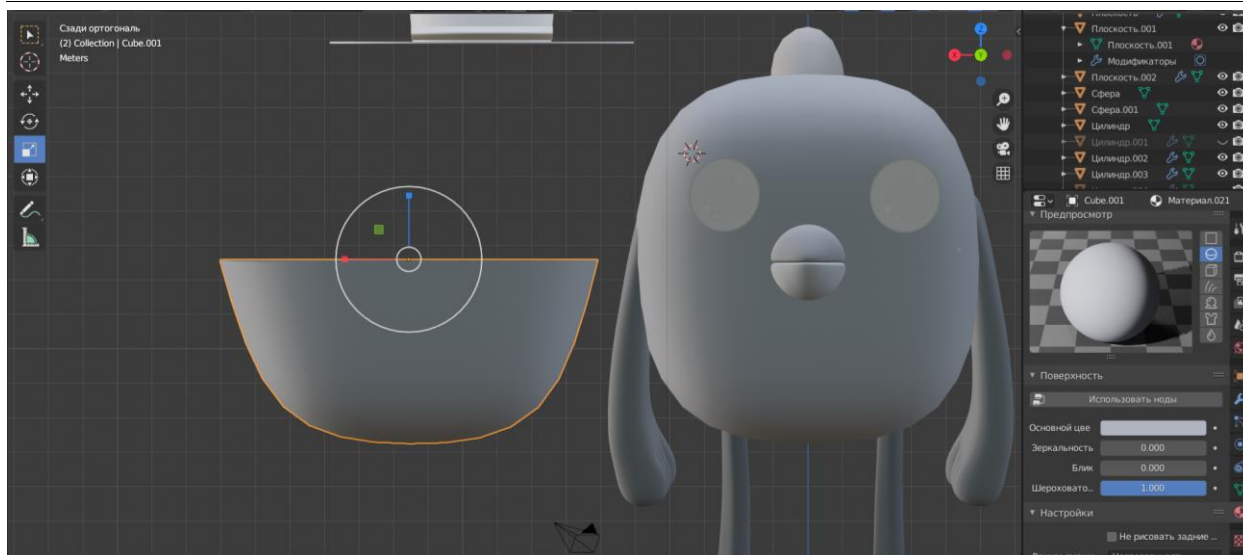 Сзади ортогональ
(2) Collection | Cube.001
Meters
Z
X
Y
Плоскость
Плоскость.001
Плоскость.001
Модификаторы
Плоскость.002
Сфера
Сфера.001
Цилиндр
Цилиндр.001
Цилиндр.002
Цилиндр.003
Cube.001 Материал.021
Предпросмотр
Поверхность
Использовать ноды
Основной цве
Зеркальность 0.000
Блик 0.000
Шероховато... 1.000
Настройки
Не рисовать задние ...